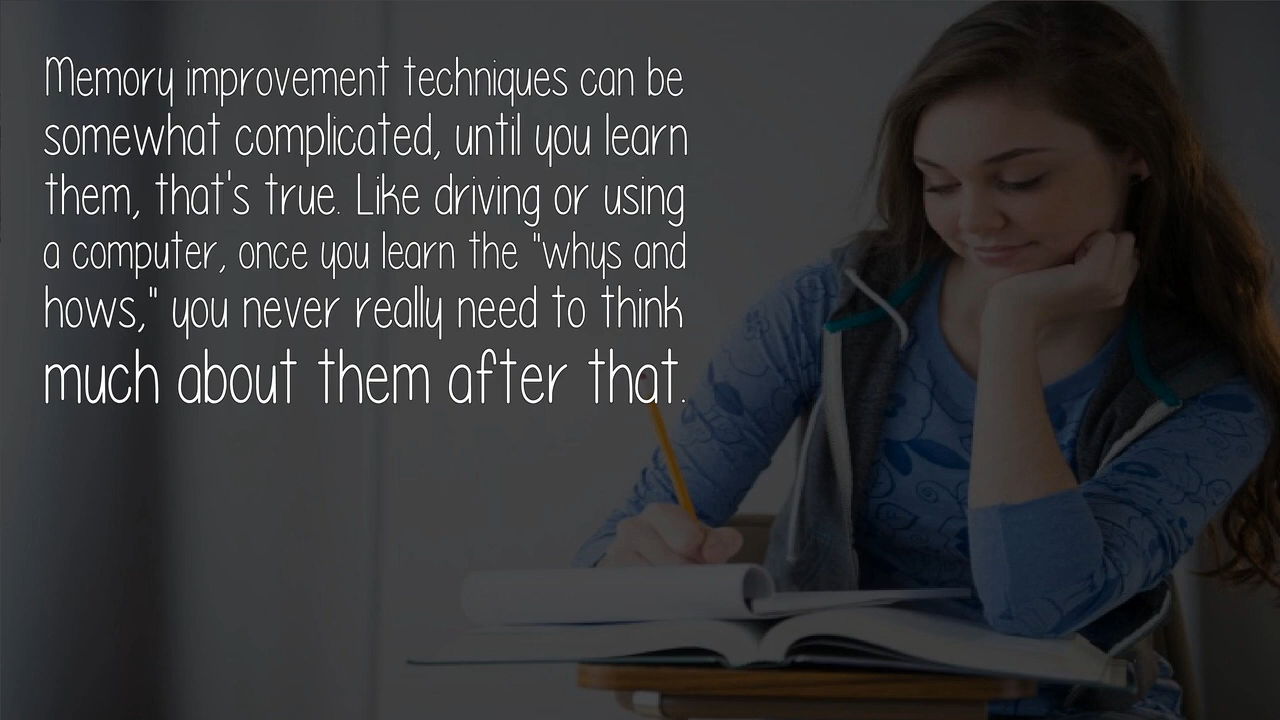 Memory improvement techniques can be
somewhat complicated, until you learn
them, that's true. Like driving or using
a computer, once you learn the "whys and
hows," you never really need to think
much about them after that.